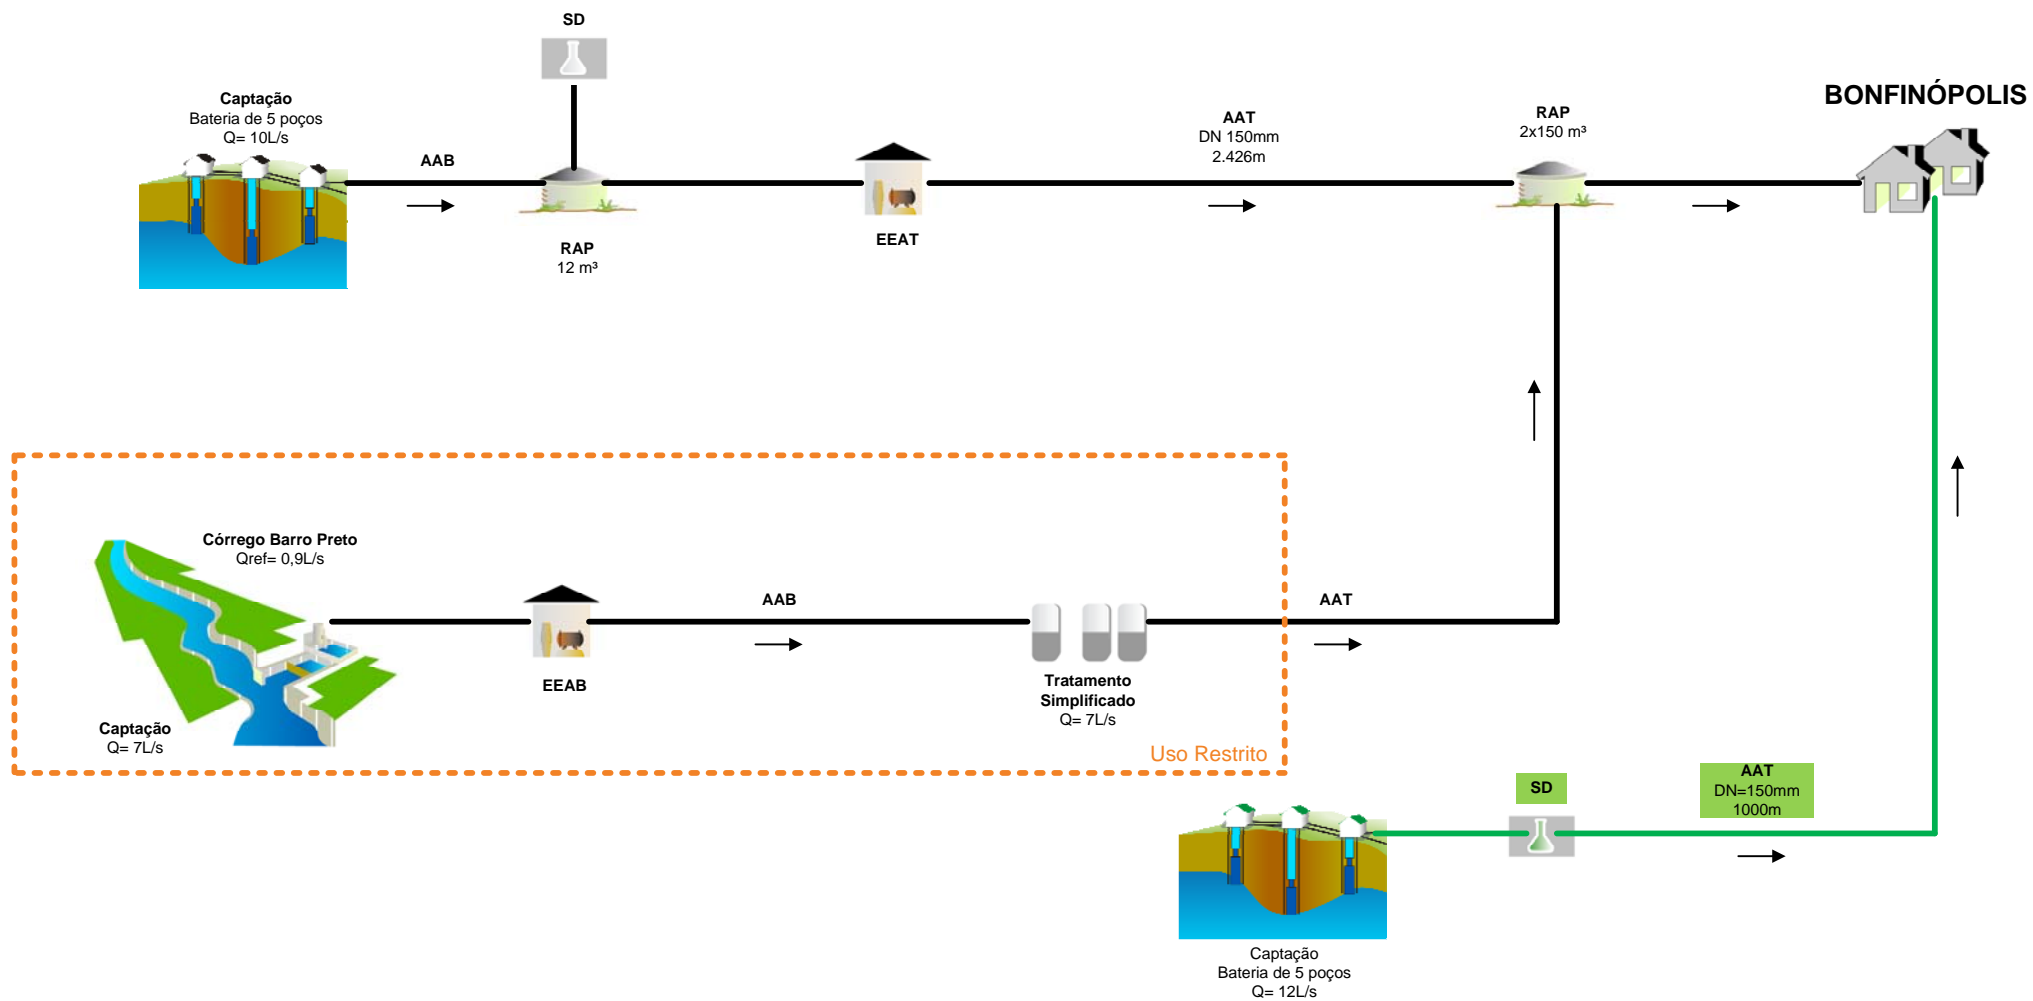 SD
Captação
Bateria de 5 poços
Q= 10L/s
AAB
RAP
12 m³
EEAT
AAT
DN 150mm
2.426m
RAP
2x150 m³
BONFINÓPOLIS
Córrego Barro Preto
Qref= 0,9L/s
Captação
Q= 7L/s
EEAB
AAB
Tratamento
Simplificado
Q= 7L/s
Uso Restrito
AAT
SD
AAT
DN=150mm
1000m
Captação
Bateria de 5 poços
Q= 12L/s